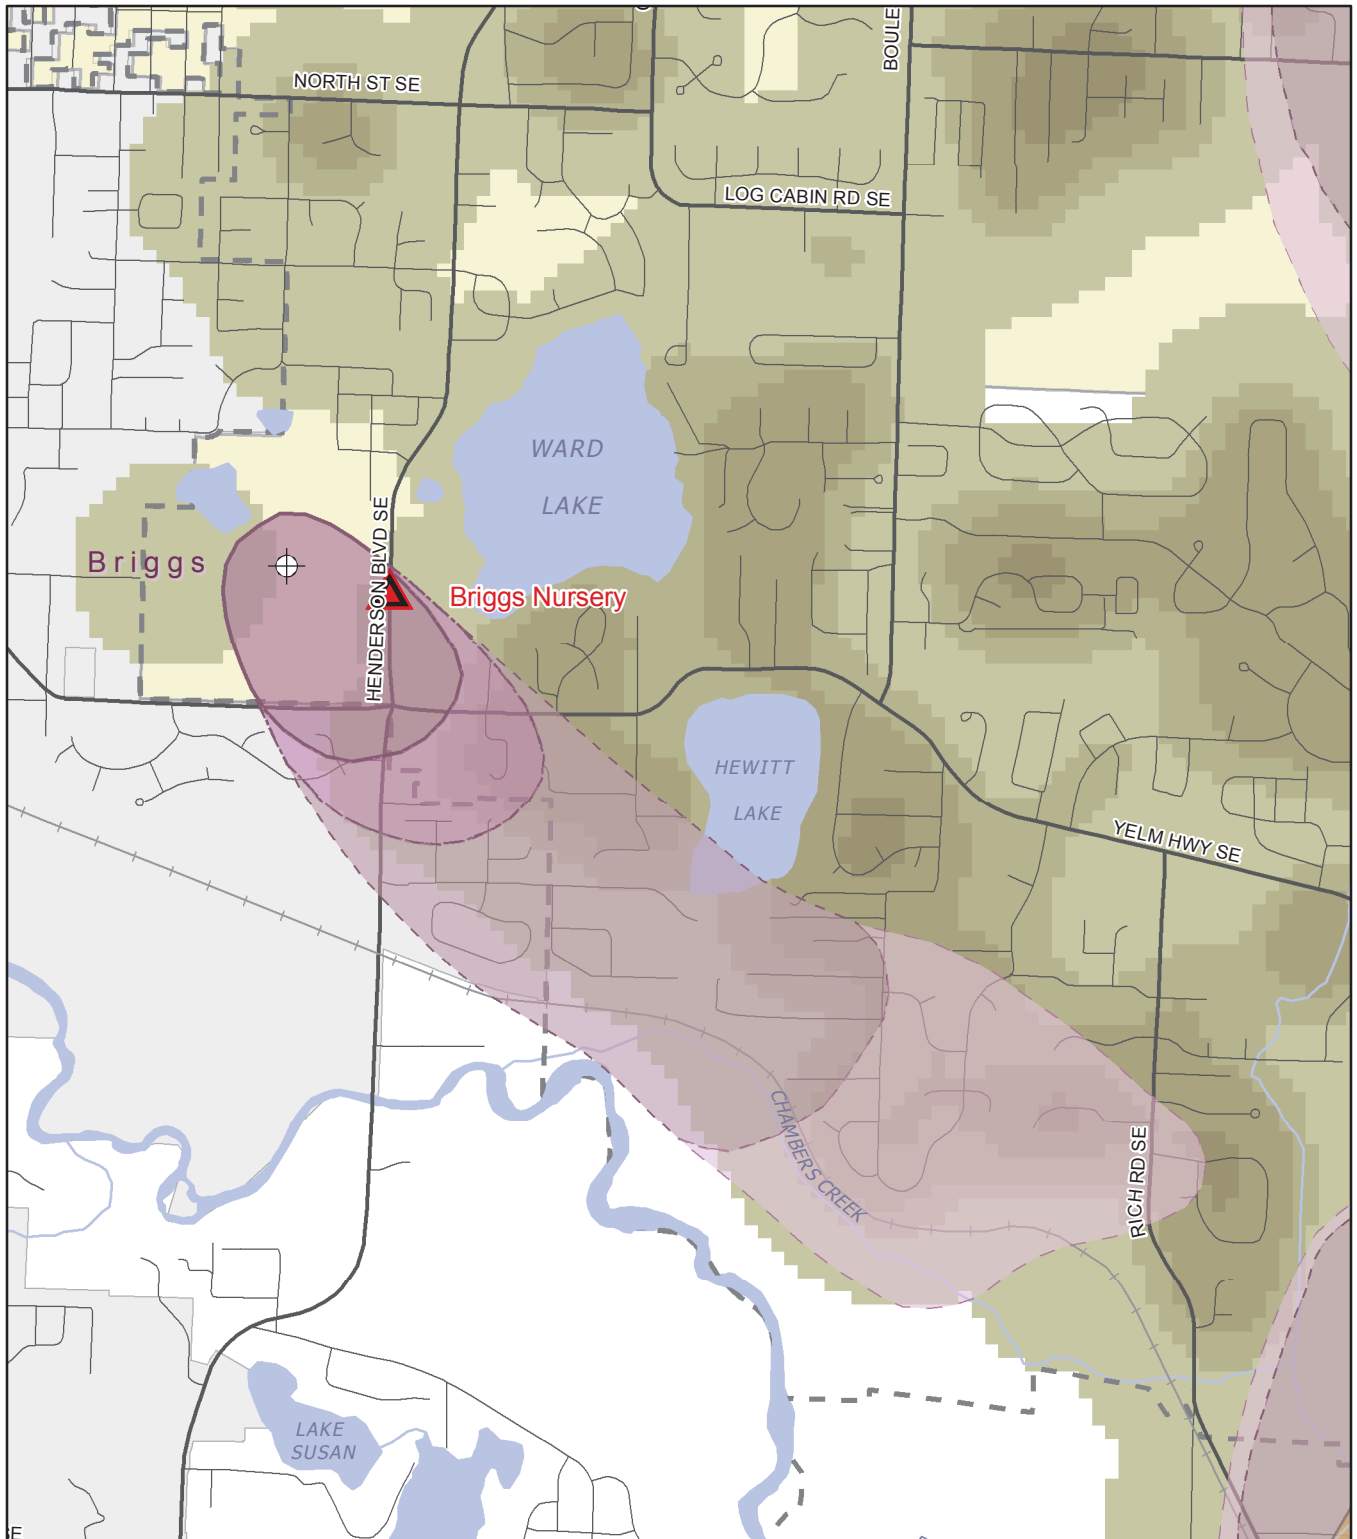 BOULE
NORTH ST SE
LOG CABIN RD SE
WARD
LAKE
HENDERSON BLVD SE
Briggs
Briggs Nursery
HEWITT
LAKE
YELM HWY SE
CHAMBERS CREEK
RICH RD SE
LAKE
SUSAN